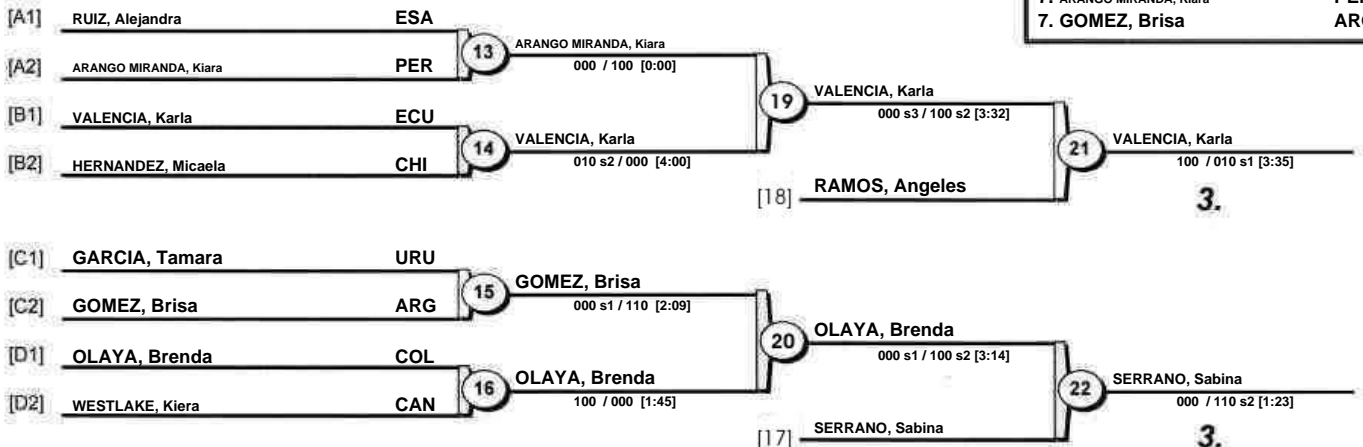 7. ARANGO MIRANDA, Kiara
7. GOMEZ, Brisa
[A1] RUIZ, Alejandra ESA
13
ARANGO MIRANDA, Kiara
000 / 100 [0:00]
[A2] ARANGO MIRANDA, Kiara PER
19
VALENCIA, Karla
000 s3 / 100 s2 [3:32]
[B1] VALENCIA, Karla ECU
14
VALENCIA, Karla
010 s2 / 000 [4:00]
[B2] HERNANDEZ, Micaela CHI
21
VALENCIA, Karla
100 / 010 s1 [3:35]
[18] RAMOS, Angeles
3.
[C1] GARCIA, Tamara URU
15
GOMEZ, Brisa
000 s1 / 110 [2:09]
[C2] GOMEZ, Brisa ARG
20
OLAYA, Brenda
000 s1 / 100 s2 [3:14]
[D1] OLAYA, Brenda COL
16
OLAYA, Brenda
100 / 000 [1:45]
[D2] WESTLAKE, Kiera CAN
22
SERRANO, Sabina
000 / 110 s2 [1:23]
[17] SERRANO, Sabina
3.